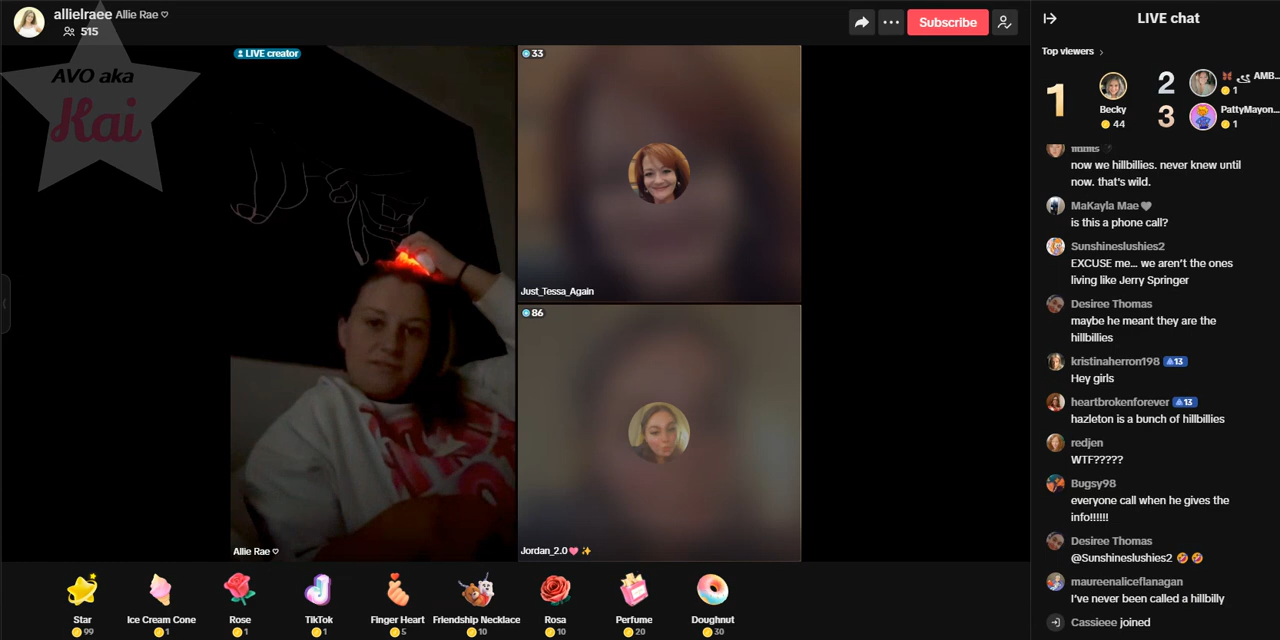 allielraee Allie Rae ♡
515
Subscribe
AVO aka
Kai
LIVE creator
Allie Rae ♡
33
Just_Tessa_Again
86
Jordan_2.0
Star
99
Ice Cream Cone
1
Rose
1
TikTok
1
Finger Heart
5
Friendship Necklace
10
Rosa
10
Perfume
20
Doughnut
30
LIVE chat
Top viewers
1
Becky
44
2
AMB...
1
3
PattyMayon...
1
now we hillbillies. never knew until
now. that's wild.
MaKayla Mae
is this a phone call?
Sunshineslushies2
EXCUSE me... we aren't the ones
living like Jerry Springer
Desiree Thomas
maybe he meant they are the
hillbillies
kristinaherron198 13
Hey girls
heartbrokenforever 13
hazleton is a bunch of hillbillies
redjen
WTF?????
Bugsy98
everyone call when he gives the
info!!!!!!
Desiree Thomas
@Sunshineslushies2 🤣 🤣
maureenaliceflanagan
I've never been called a hillbilly
Cassieee joined